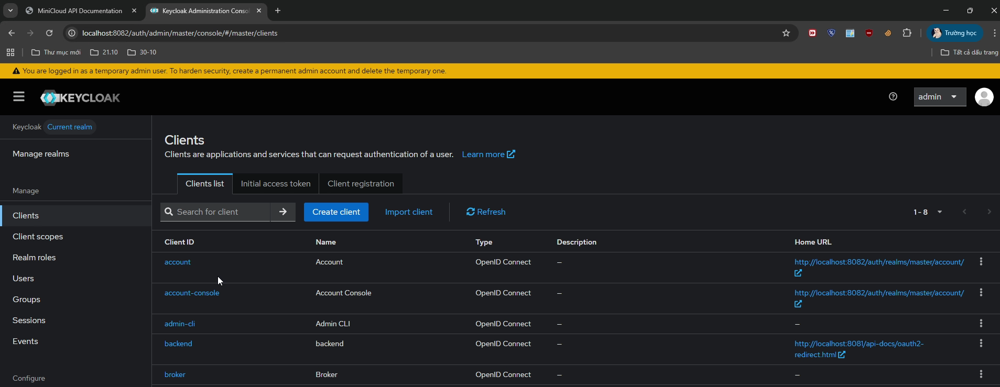 MiniCloud API Documentation
Keycloak Administration Consol
localhost:8082/auth/admin/master/console/#/master/clients
Trường học
Thư mục mới
21.10
30-10
Tất cả dấu trang
You are logged in as a temporary admin user. To harden security, create a permanent admin account and delete the temporary one.
KEYCLOAK
admin
Keycloak Current realm
Manage realms
Manage
Clients
Client scopes
Realm roles
Users
Groups
Sessions
Events
Configure
Clients
Clients are applications and services that can request authentication of a user. Learn more
Clients list Initial access token Client registration
Search for client Create client Import client Refresh 1 - 8
Client ID Name Type Description Home URL
account Account OpenID Connect – http://localhost:8082/auth/realms/master/account/
account-console Account Console OpenID Connect – http://localhost:8082/auth/realms/master/account/
admin-cli Admin CLI OpenID Connect – –
backend backend OpenID Connect – http://localhost:8081/api-docs/oauth2-
redirect.html
broker Broker OpenID Connect – –